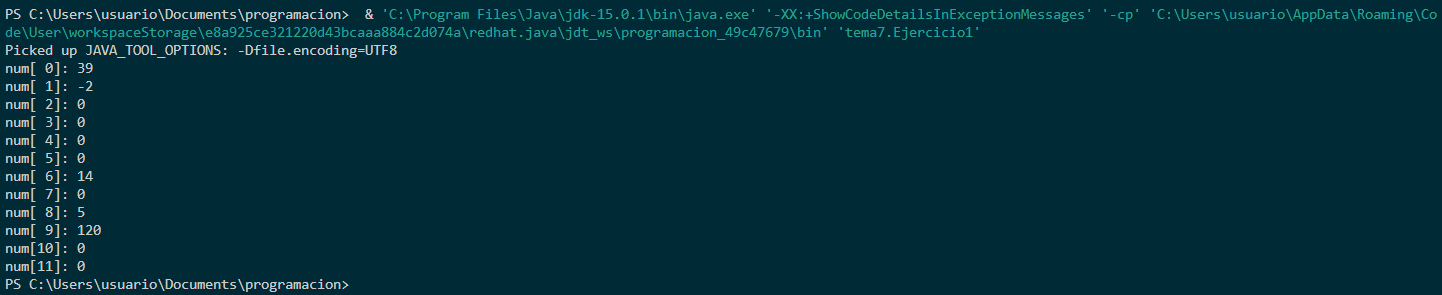 PS C:\Users\usuario\Documents\programacion>  & 'C:\Program Files\Java\jdk-15.0.1\bin\java.exe' '-XX:+ShowCodeDetailsInExceptionMessages' '-cp' 'C:\Users\usuario\AppData\Roaming\Co
de\User\workspaceStorage\e8a925ce321220d43bcaaa884c2d074a\redhat.java\jdt_ws\programacion_49c47679\bin' 'tema7.Ejercicio1'
Picked up JAVA_TOOL_OPTIONS: -Dfile.encoding=UTF8
num[ 0]: 39
num[ 1]: -2
num[ 2]: 0
num[ 3]: 0
num[ 4]: 0
num[ 5]: 0
num[ 6]: 14
num[ 7]: 0
num[ 8]: 5
num[ 9]: 120
num[10]: 0
num[11]: 0
PS C:\Users\usuario\Documents\programacion>